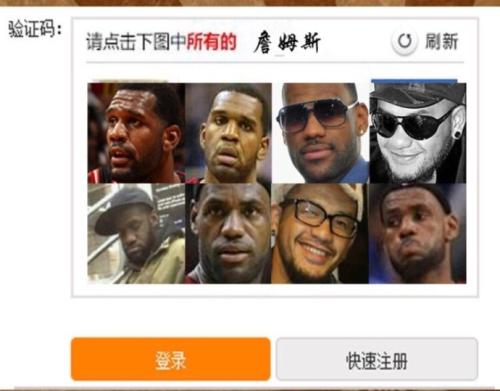 验证码:
请点击下图中所有的 詹姆斯
刷新
登录
快速注册